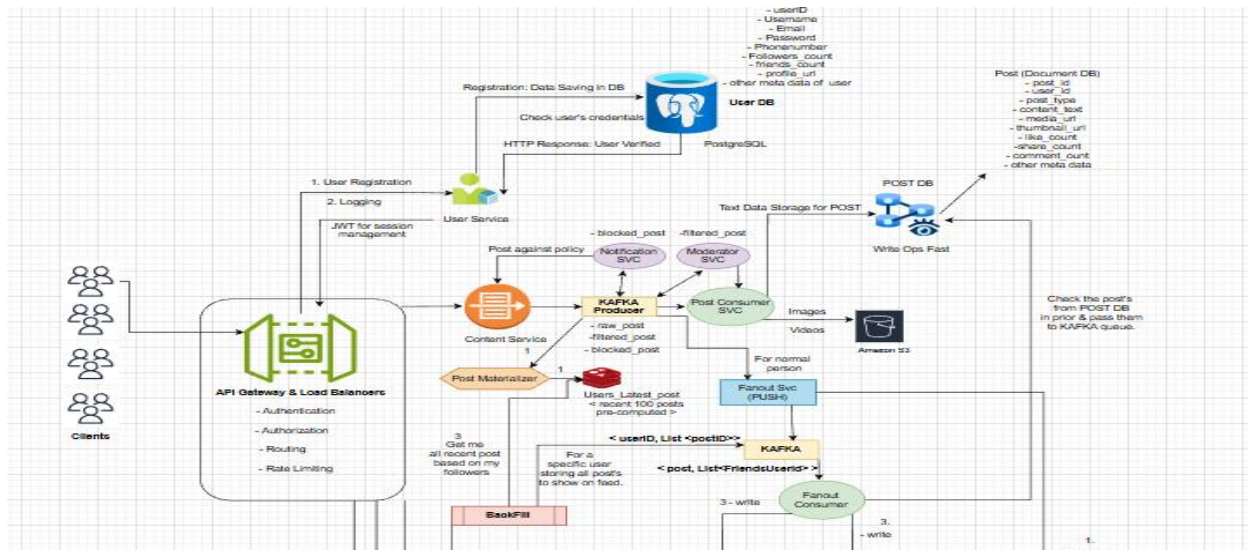 - userID
- Username
- Email
- Password
- Phonenumber
- Followers_count
- friends_count
- profile_url
- other meta data of user
User DB
PostgreSQL
Registration: Data Saving in DB
Check user's credentials
HTTP Response: User Verified
Post (Document DB)
- post_id
- user_id
- post_type
- content_text
- media_url
- thumbnail_url
- like_count
-share_count
- comment_ount
- other meta data
1. User Registration
2. Logging
User Service
JWT for session
management
POST DB
Text Data Storage for POST
Write Ops Fast
- blocked_post
-filtered_post
Post against policy
Notification
SVC
Moderator
SVC
KAFKA
Producer
Post Consumer
SVC
Content Service
- raw_post
-filtered_post
- blocked_post
Images
Videos
Amazon S3
Check the post's
from POST DB
in prior & pass them
to KAFKA queue.
For normal
person
1
1
Post Materializer
Users_Latest_post
< recent 100 posts
pre-computed >
Fanout Svc
(PUSH)
API Gateway & Load Balancers
- Authentication
- Authorization
- Routing
- Rate Limiting
Clients
3
Get me
all recent post
based on my
followers
For a
specific user
storing all post's
to show on feed.
< userID, List <postID>>
KAFKA
< post, List<FriendsUserId> >
BackFill
Fanout
Consumer
3 - write
3.
- write
1..